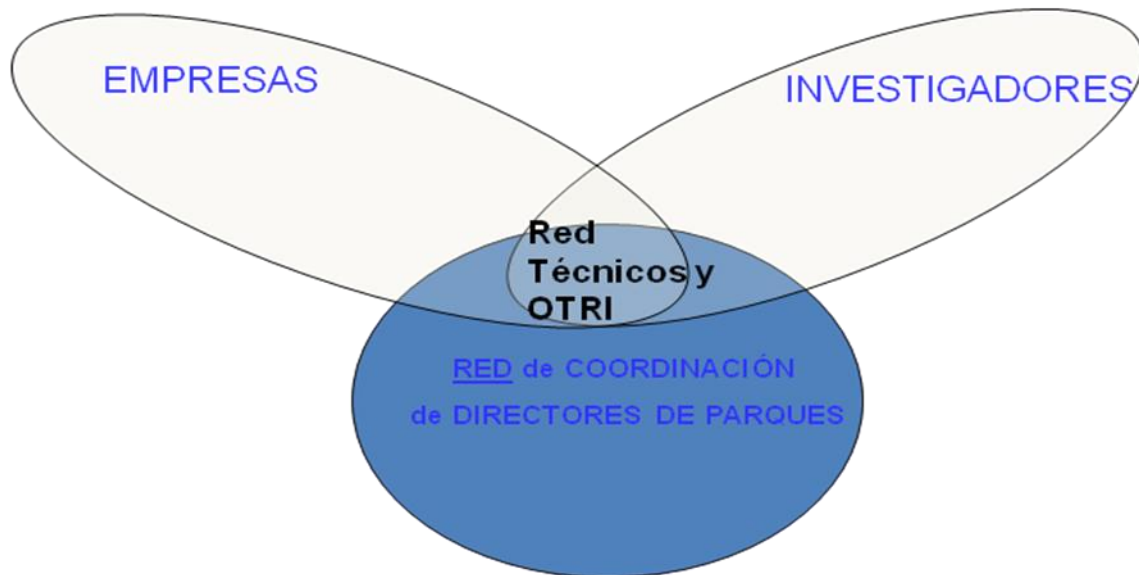 EMPRESAS
INVESTIGADORES
Red
Técnicos y
OTRI
RED de COORDINACIÓN
de DIRECTORES DE PARQUES